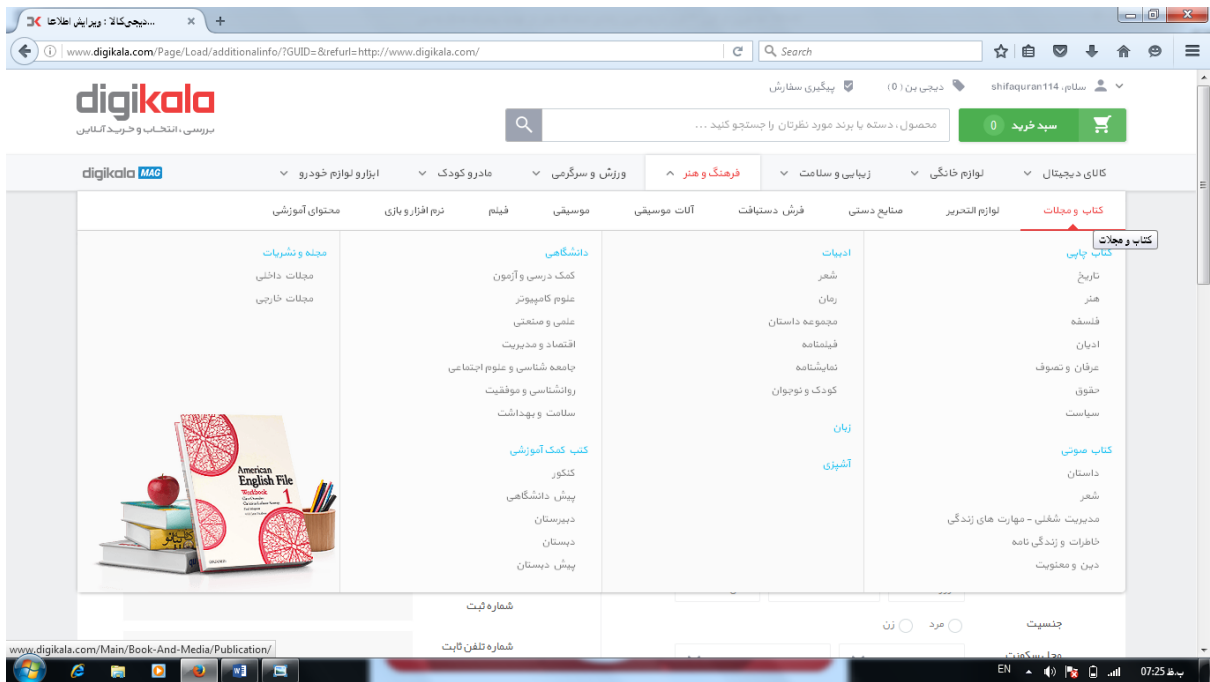 دیجی‌کالا : ویرایش اطلاعا...
www.digikala.com/Page/Load/additionalinfo/?GUID=&refurl=http://www.digikala.com/
Search
digikala
بررسی، انتخاب و خرید آنلاین
سلام، shifaquran114
دیجی بن (0)
پیگیری سفارش
سبد خرید 0
محصول، دسته یا برند مورد نظرتان را جستجو کنید ...
کالای دیجیتال
لوازم خانگی
زیبایی و سلامت
فرهنگ و هنر
ورزش و سرگرمی
مادر و کودک
ابزار و لوازم خودرو
digikala MAG
کتاب و مجلات
لوازم التحریر
صنایع دستی
فرش دستبافت
آلات موسیقی
موسیقی
فیلم
نرم افزار و بازی
محتوای آموزشی
کتاب و مجلات
کتاب چاپی
تاریخ
هنر
فلسفه
ادیان
عرفان و تصوف
حقوق
سیاست
کتاب صوتی
داستان
شعر
مدیریت شغلی - مهارت های زندگی
خاطرات و زندگی نامه
دین و معنویت
ادبیات
شعر
رمان
مجموعه داستان
فیلمنامه
نمایشنامه
کودک و نوجوان
زبان
آشپزی
دانشگاهی
کمک درسی و آزمون
علوم کامپیوتر
علمی و صنعتی
اقتصاد و مدیریت
جامعه شناسی و علوم اجتماعی
روانشناسی و موفقیت
سلامت و بهداشت
کتب کمک آموزشی
کنکور
پیش دانشگاهی
دبیرستان
دبستان
پیش دبستان
مجله و نشریات
مجلات داخلی
مجلات خارجی
American
English File
Workbook
1
شماره ثبت
جنسیت
مرد
زن
شماره تلفن ثابت
محل سکونت
www.digikala.com/Main/Book-And-Media/Publication/
EN
07:25 ب.ظ